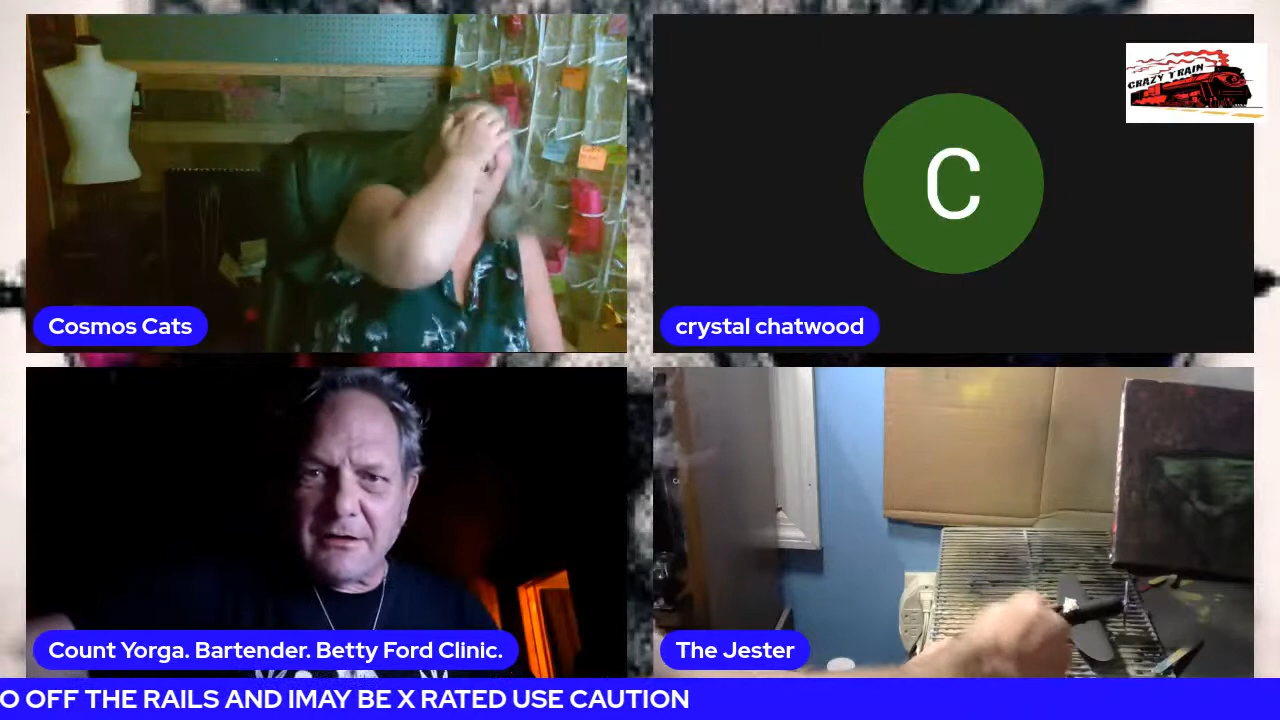 CRAZY TRAIN
C
Cosmos Cats
crystal chatwood
Count Yorga. Bartender. Betty Ford Clinic.
The Jester
O OFF THE RAILS AND IMAY BE X RATED USE CAUTION